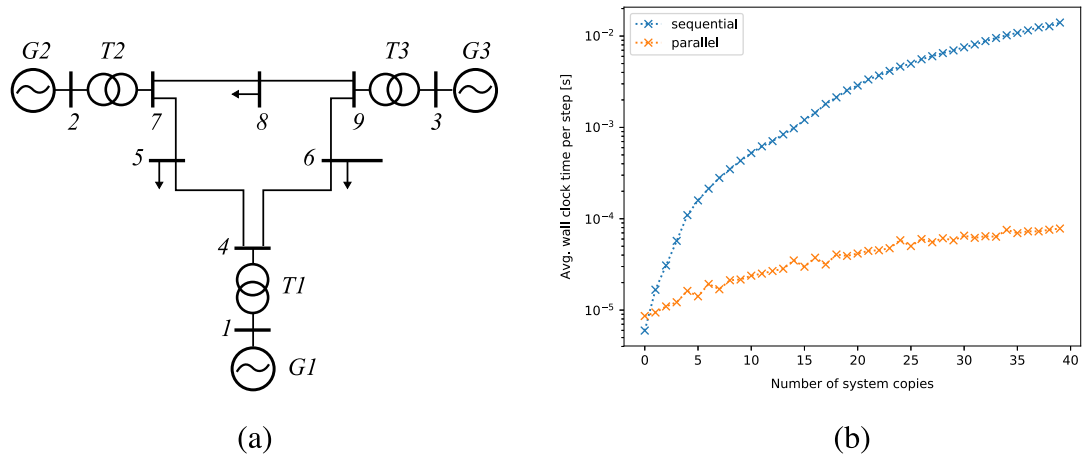 G2
T2
T3
G3
2
7
8
9
3
5
6
4
T1
1
G1
(a)
sequential
parallel
Avg. wall clock time per step [s]
10⁻²
10⁻³
10⁻⁴
10⁻⁵
0 5 10 15 20 25 30 35 40
Number of system copies
(b)